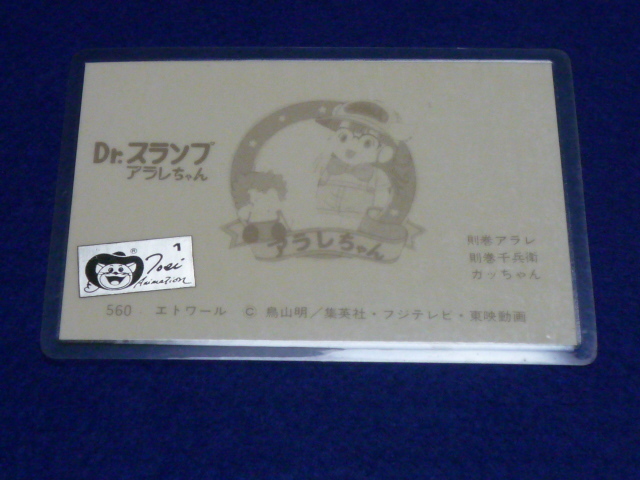 Dr.スランプ
アラレちゃん
アラレちゃん
則巻アラレ
則巻千兵衛
ガッちゃん
1
® Toei
Animation
560 エトワール © 鳥山明／集英社・フジテレビ・東映動画